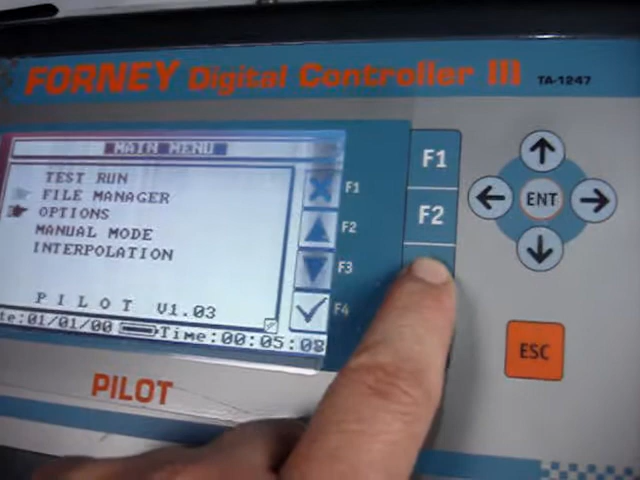 FORNEY Digital Controller III
TA-1247
MAIN MENU
TEST RUN
FILE MANAGER
OPTIONS
MANUAL MODE
INTERPOLATION
PILOT V1.03
te:01/01/00 Time:00:05:08
F1
F2
F3
F4
F1
F2
ENT
ESC
PILOT